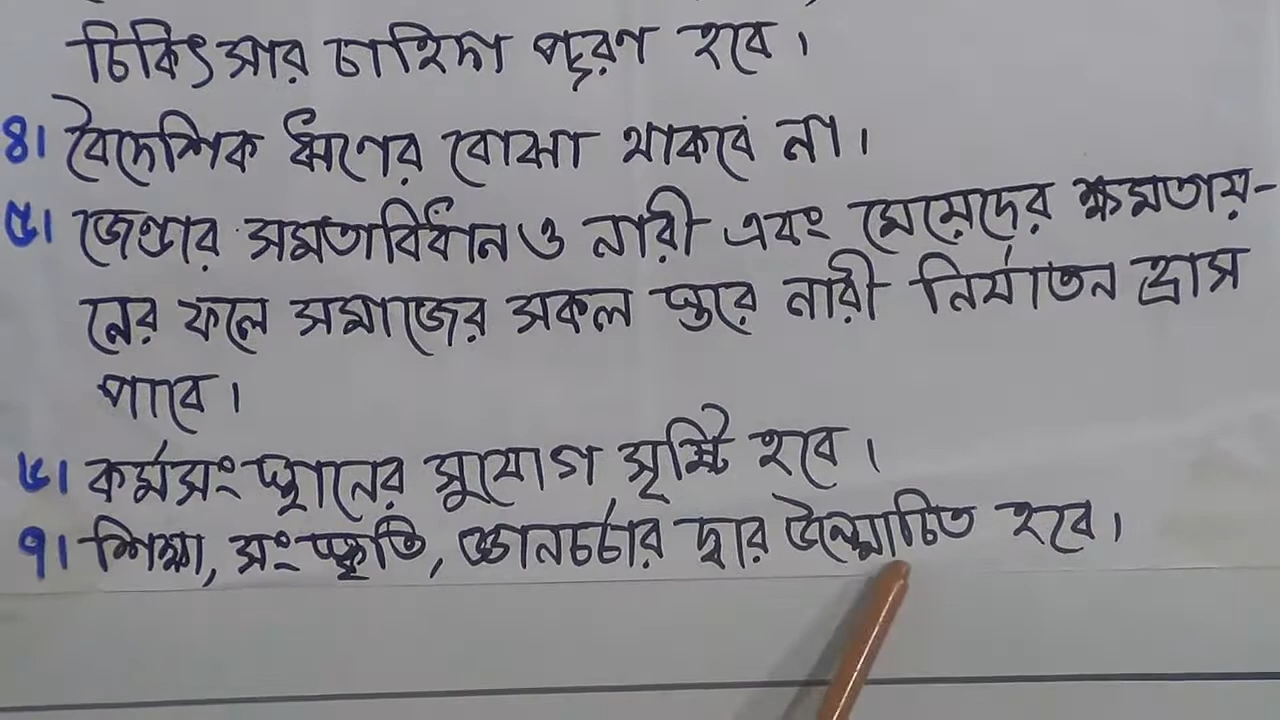 চিকিৎসার চাহিদা পূরণ হবে।
৪। বৈদেশিক ঋণের বোঝা থাকবে না।
৫। জেণ্ডার সমতাবিধান ও নারী এবং মেয়েদের ক্ষমতায়-
নের ফলে সমাজের সকল স্তরে নারী নির্যাতন হ্রাস
পাবে।
৬। কর্মসংস্থানের সুযোগ সৃষ্টি হবে।
৭। শিক্ষা, সংস্কৃতি, জ্ঞানচর্চার দ্বার উন্মোচিত হবে।